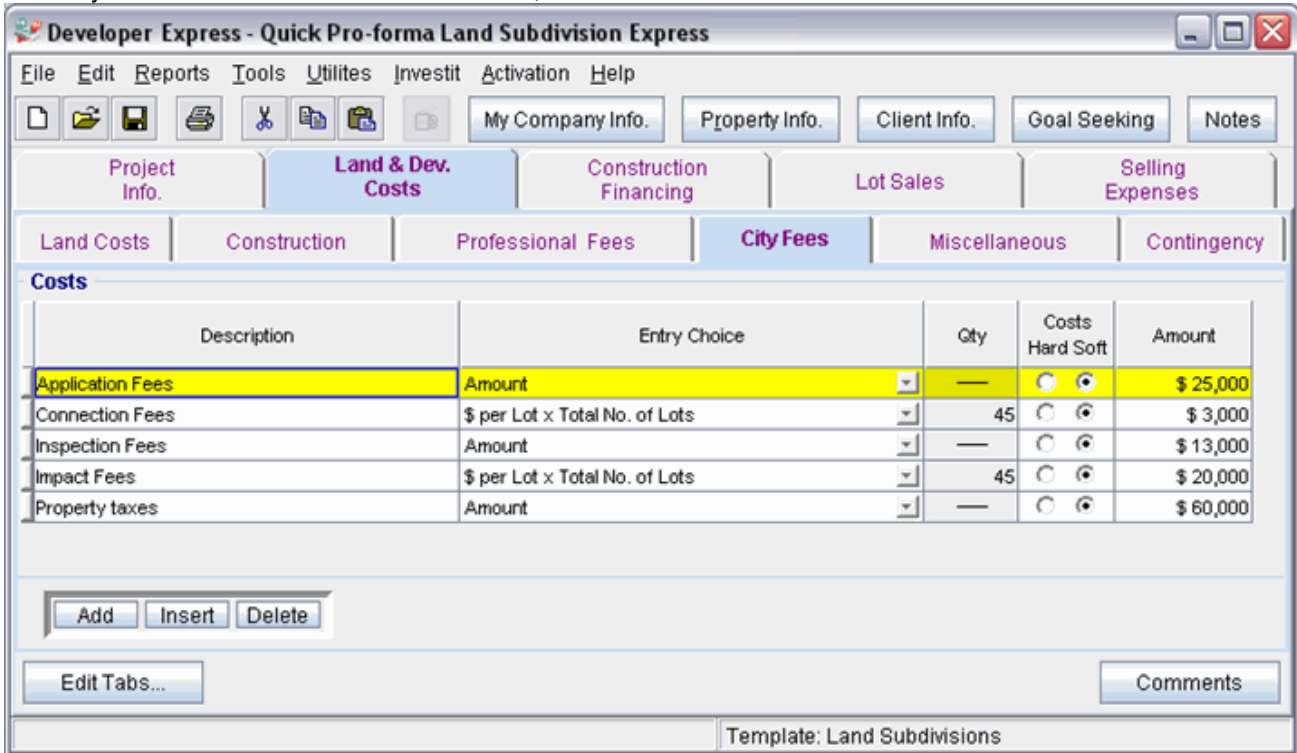 Developer Express - Quick Pro-forma Land Subdivision Express
File Edit Reports Tools Utilites Investit Activation Help
My Company Info. Property Info. Client Info. Goal Seeking Notes
Project Info. Land & Dev. Costs Construction Financing Lot Sales Selling Expenses
Land Costs Construction Professional Fees City Fees Miscellaneous Contingency
Costs
Description Entry Choice Qty Costs Hard Soft Amount
Application Fees Amount — $ 25,000
Connection Fees $ per Lot x Total No. of Lots 45 $ 3,000
Inspection Fees Amount — $ 13,000
Impact Fees $ per Lot x Total No. of Lots 45 $ 20,000
Property taxes Amount — $ 60,000
Add Insert Delete
Edit Tabs... Comments
Template: Land Subdivisions